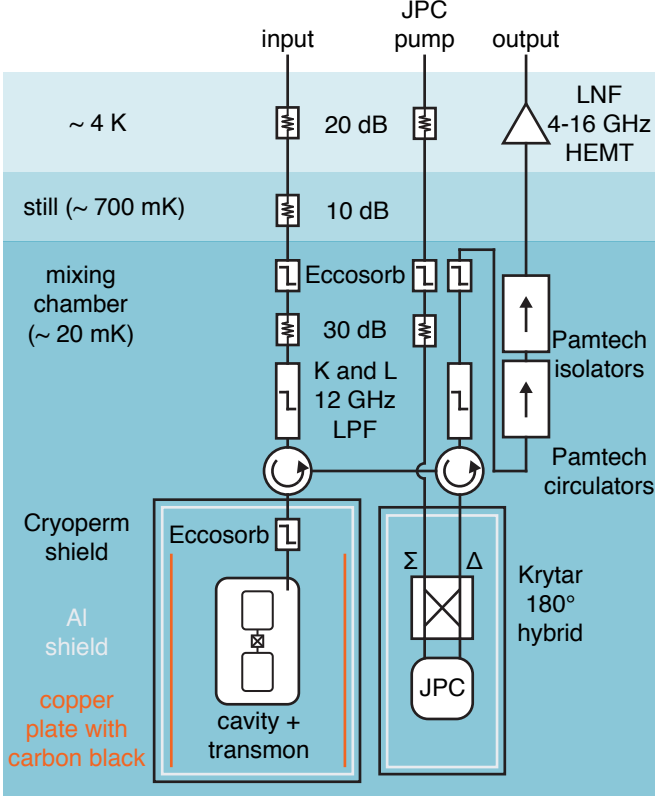 input
JPC
pump
output
~ 4 K
20 dB
LNF
4-16 GHz
HEMT
still (~ 700 mK)
10 dB
mixing
chamber
(~ 20 mK)
Eccosorb
30 dB
K and L
12 GHz
LPF
Pamtech
isolators
Pamtech
circulators
Cryoperm
shield
Eccosorb
Al
shield
copper
plate with
carbon black
cavity +
transmon
Σ
Δ
Krytar
180°
hybrid
JPC